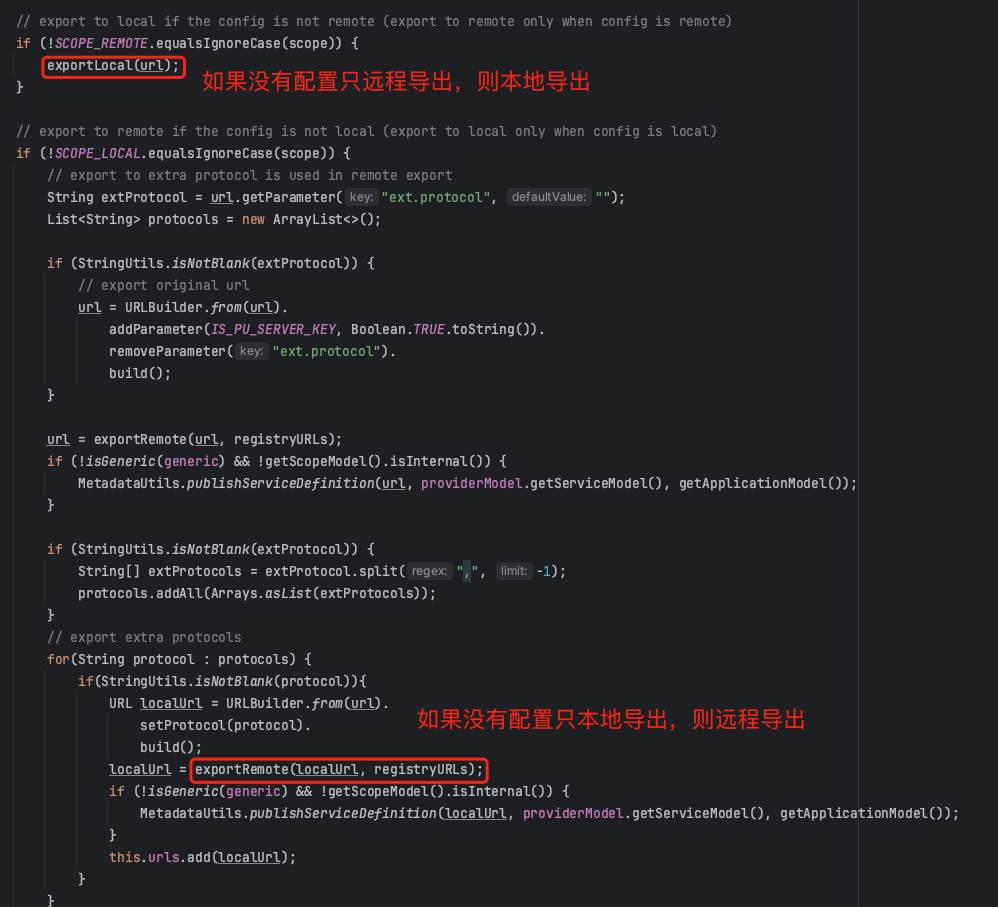 // export to local if the config is not remote (export to remote only when config is remote)
if (!SCOPE_REMOTE.equalsIgnoreCase(scope)) {
exportLocal(url);
如果没有配置只远程导出，则本地导出
}
// export to remote if the config is not local (export to local only when config is local)
if (!SCOPE_LOCAL.equalsIgnoreCase(scope)) {
// export to extra protocol is used in remote export
String extProtocol = url.getParameter( key: "ext.protocol", defaultValue: "");
List<String> protocols = new ArrayList<>();
if (StringUtils.isNotBlank(extProtocol)) {
// export original url
url = URLBuilder.from(url).
addParameter(IS_PU_SERVER_KEY, Boolean.TRUE.toString()).
removeParameter( key: "ext.protocol").
build();
}
url = exportRemote(url, registryURLs);
if (!isGeneric(generic) && !getScopeModel().isInternal()) {
MetadataUtils.publishServiceDefinition(url, providerModel.getServiceModel(), getApplicationModel());
}
if (StringUtils.isNotBlank(extProtocol)) {
String[] extProtocols = extProtocol.split( regex: ",", limit: -1);
protocols.addAll(Arrays.asList(extProtocols));
}
// export extra protocols
for(String protocol : protocols) {
if(StringUtils.isNotBlank(protocol)){
URL localUrl = URLBuilder.from(url).
setProtocol(protocol).
如果没有配置只本地导出，则远程导出
build();
localUrl = exportRemote(localUrl, registryURLs);
if (!isGeneric(generic) && !getScopeModel().isInternal()) {
MetadataUtils.publishServiceDefinition(localUrl, providerModel.getServiceModel(), getApplicationModel());
}
this.urls.add(localUrl);
}
}